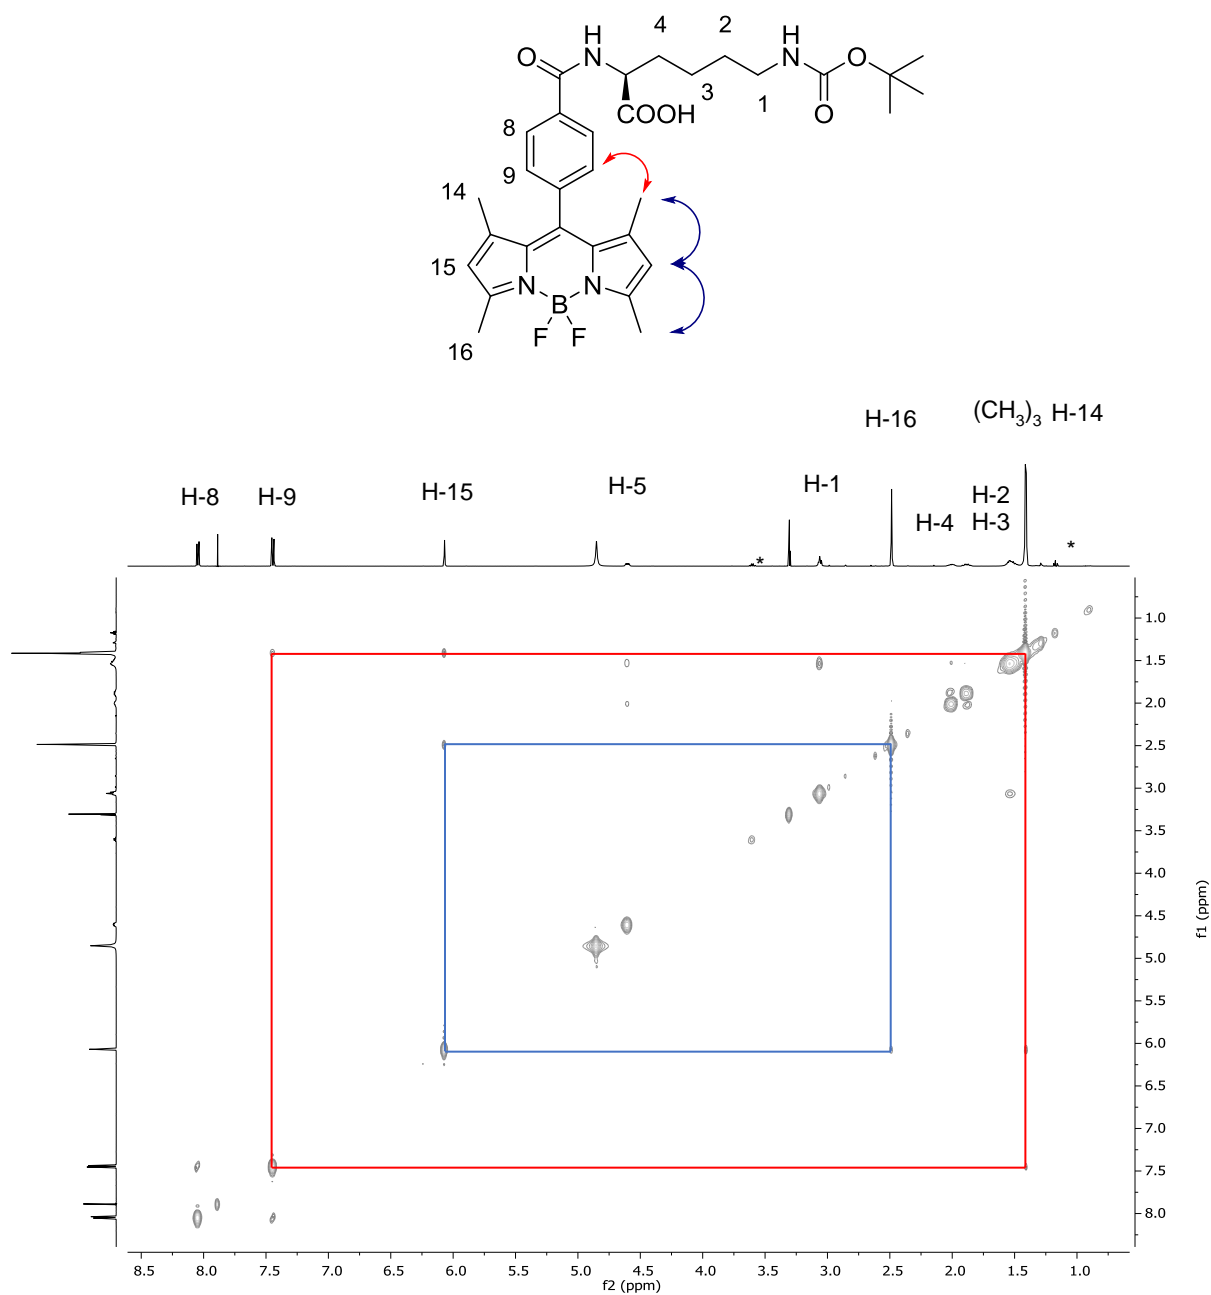 H 4 2 H
O N N O
3
COOH 1 O
8
9
14
15
N N
B
F F
16
(CH3)3 H-14
H-16
H-8 H-9 H-15 H-5 H-1 H-2
H-4 H-3
* *
1.0
1.5
2.0
2.5
3.0
3.5
4.0
4.5
5.0
5.5
6.0
6.5
7.0
7.5
8.0
f1 (ppm)
8.5 8.0 7.5 7.0 6.5 6.0 5.5 5.0 4.5 4.0 3.5 3.0 2.5 2.0 1.5 1.0
f2 (ppm)